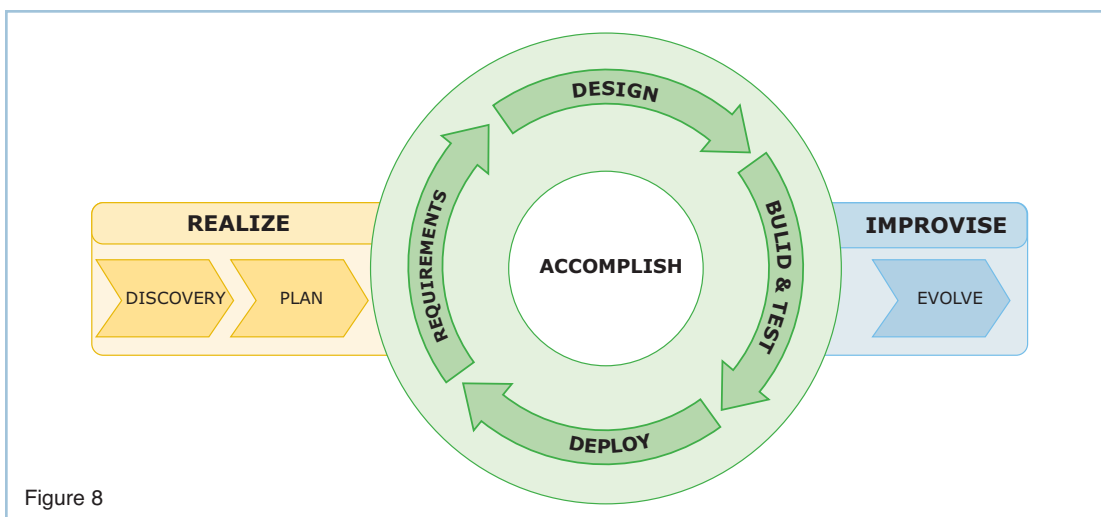 REALIZE
DISCOVERY
PLAN
ACCOMPLISH
REQUIREMENTS
DESIGN
BULID & TEST
DEPLOY
IMPROVISE
EVOLVE
Figure 8